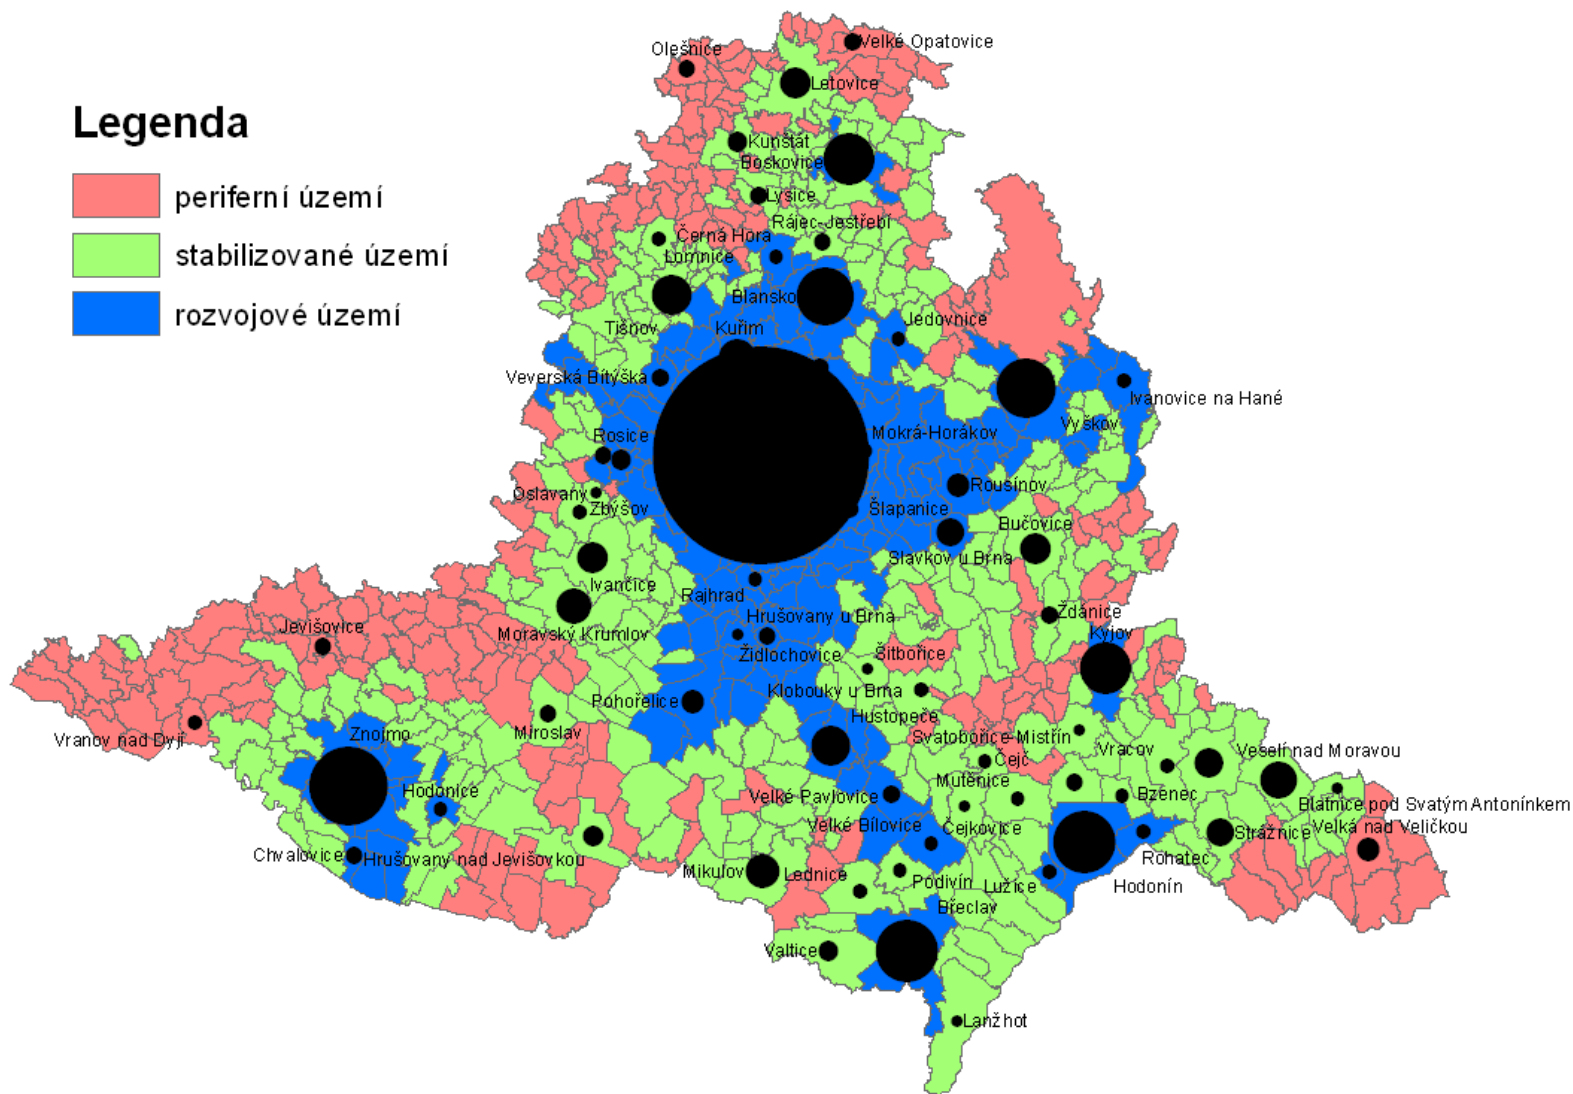 Legenda
periferní území
stabilizované území
rozvojové území
Velké Opatovice
Olešnice
Letovice
Kunštát
Boskovice
Lysice
Rájec-Jestřebí
Černá Hora
Lomnice
Blansko
Tišnov
Kuřim
Jedovnice
Veverská Bítýška
Ivanovice na Hané
Vyškov
Mokrá-Horákov
Rosice
Rousínov
Oslavany
Zbýšov
Šlapanice
Bučovice
Slavkov u Brna
Ivančice
Rajhrad
Hrušovany u Brna
Ždánice
Jevišovice
Moravský Krumlov
Kyjov
Židlochovice
Šitbořice
Klobouky u Brna
Pohořelice
Hustopeče
Miroslav
Vranov nad Dyjí
Znojmo
Svatobořice-Mistřín
Vracov
Veselí nad Moravou
Čejč
Mutěnice
Hodonice
Velké Pavlovice
Bzenec
Blatnice pod Svatým Antonínkem
Velké Bílovice
Čejkovice
Strážnice
Velká nad Veličkou
Chvalovice
Hrušovany nad Jevišovkou
Rohatec
Mikulov
Lednice
Podivín
Lužice
Hodonín
Břeclav
Valtice
Lanžhot